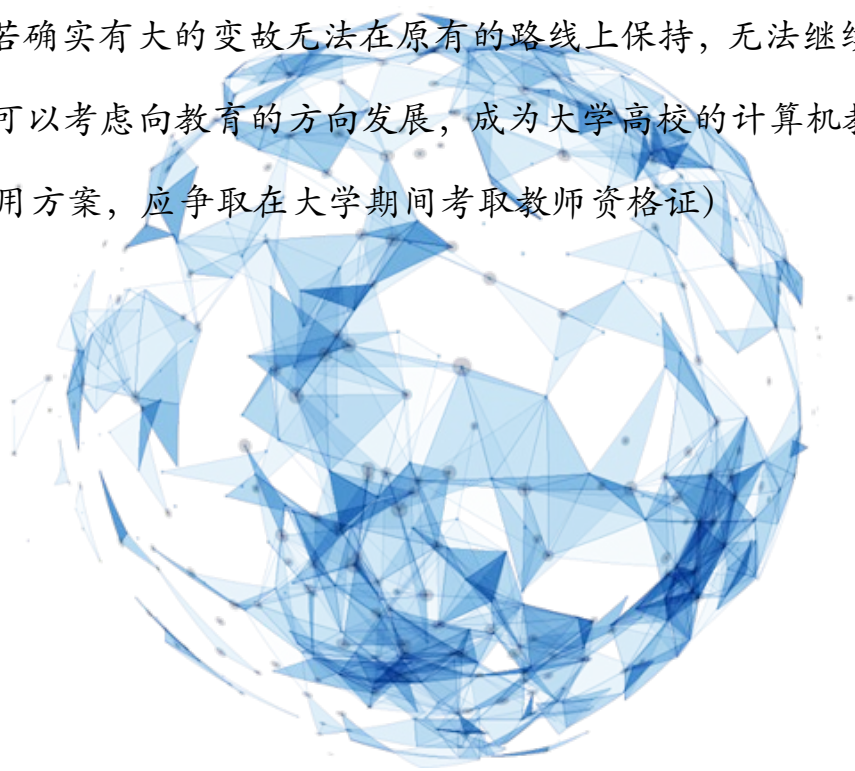 若确实有大的变故无法在原有的路线上保持，无法继续
可以考虑向教育的方向发展，成为大学高校的计算机教
用方案，应争取在大学期间考取教师资格证）